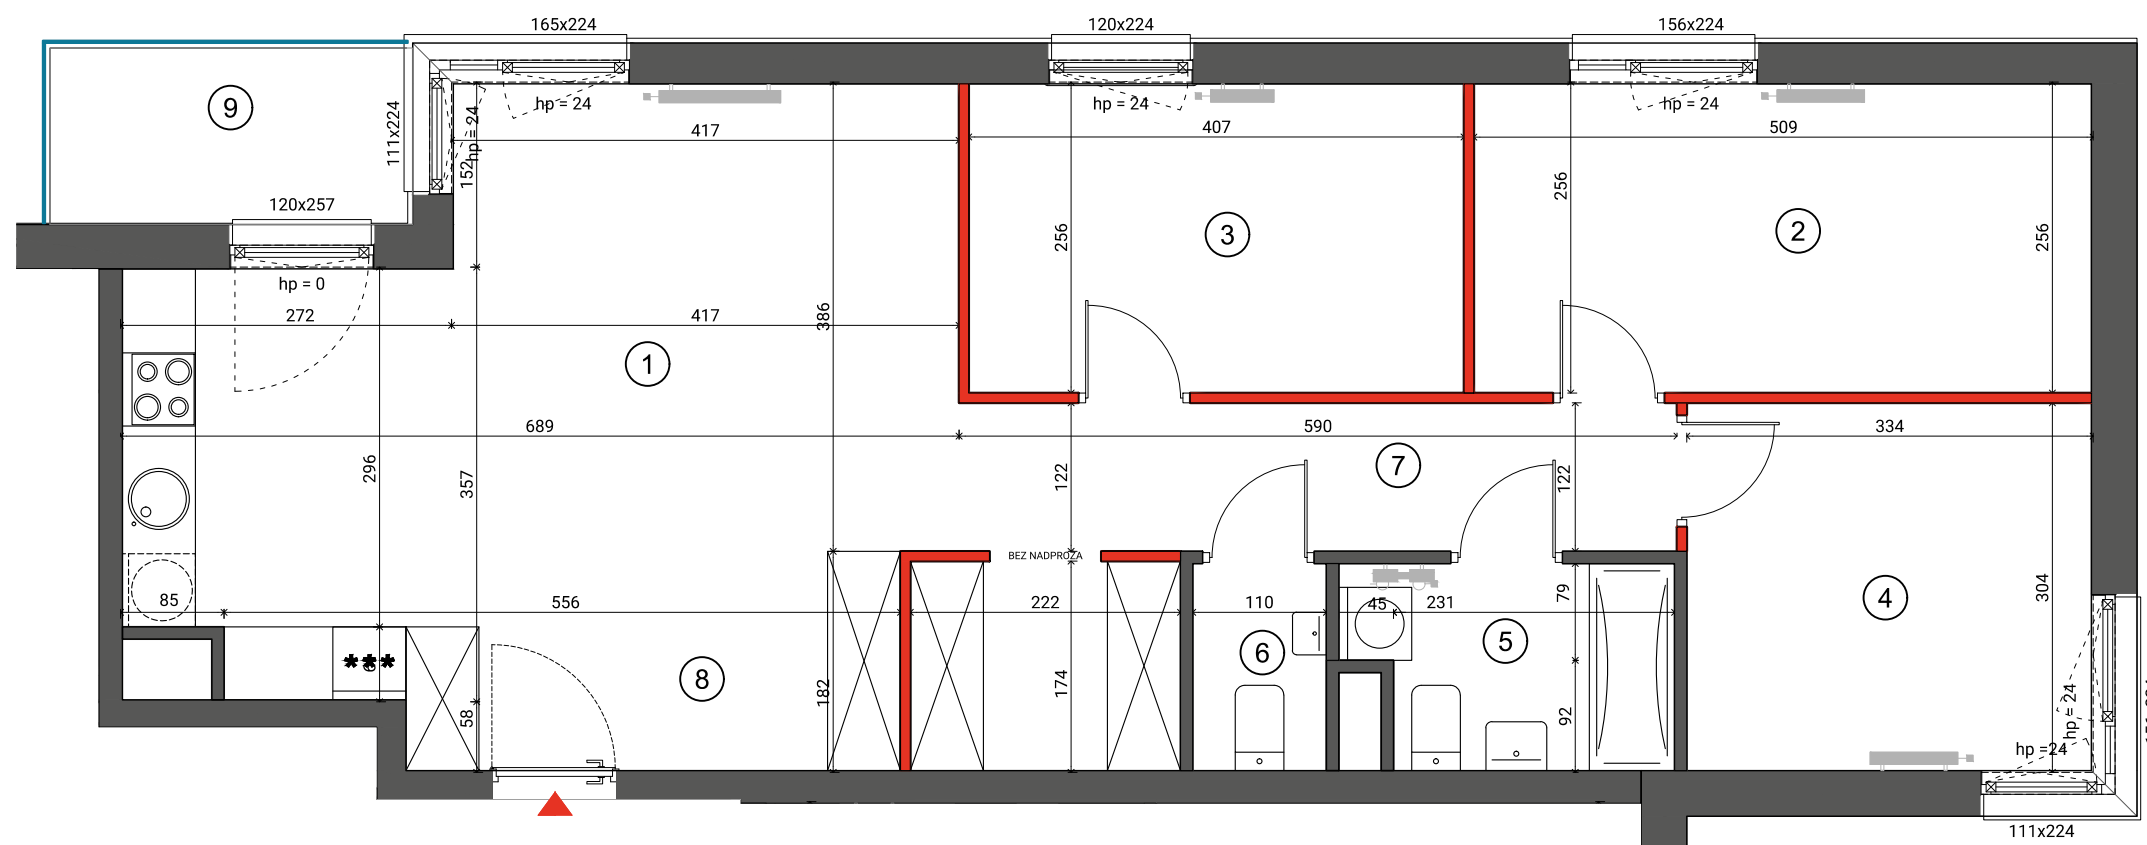 165x224
120x224
156x224
9
hp = 24
hp = 24
hp = 24
111x224
hp = 24
152
417
407
509
120x257
256
256
256
3
2
hp = 0
272
417
386
1
689
590
334
7
296
357
122
122
BEZ NADPROŻA
85
556
222
110
45
231
79
304
4
5
6
8
***
182
174
58
92
hp = 24
hp =24
111x224